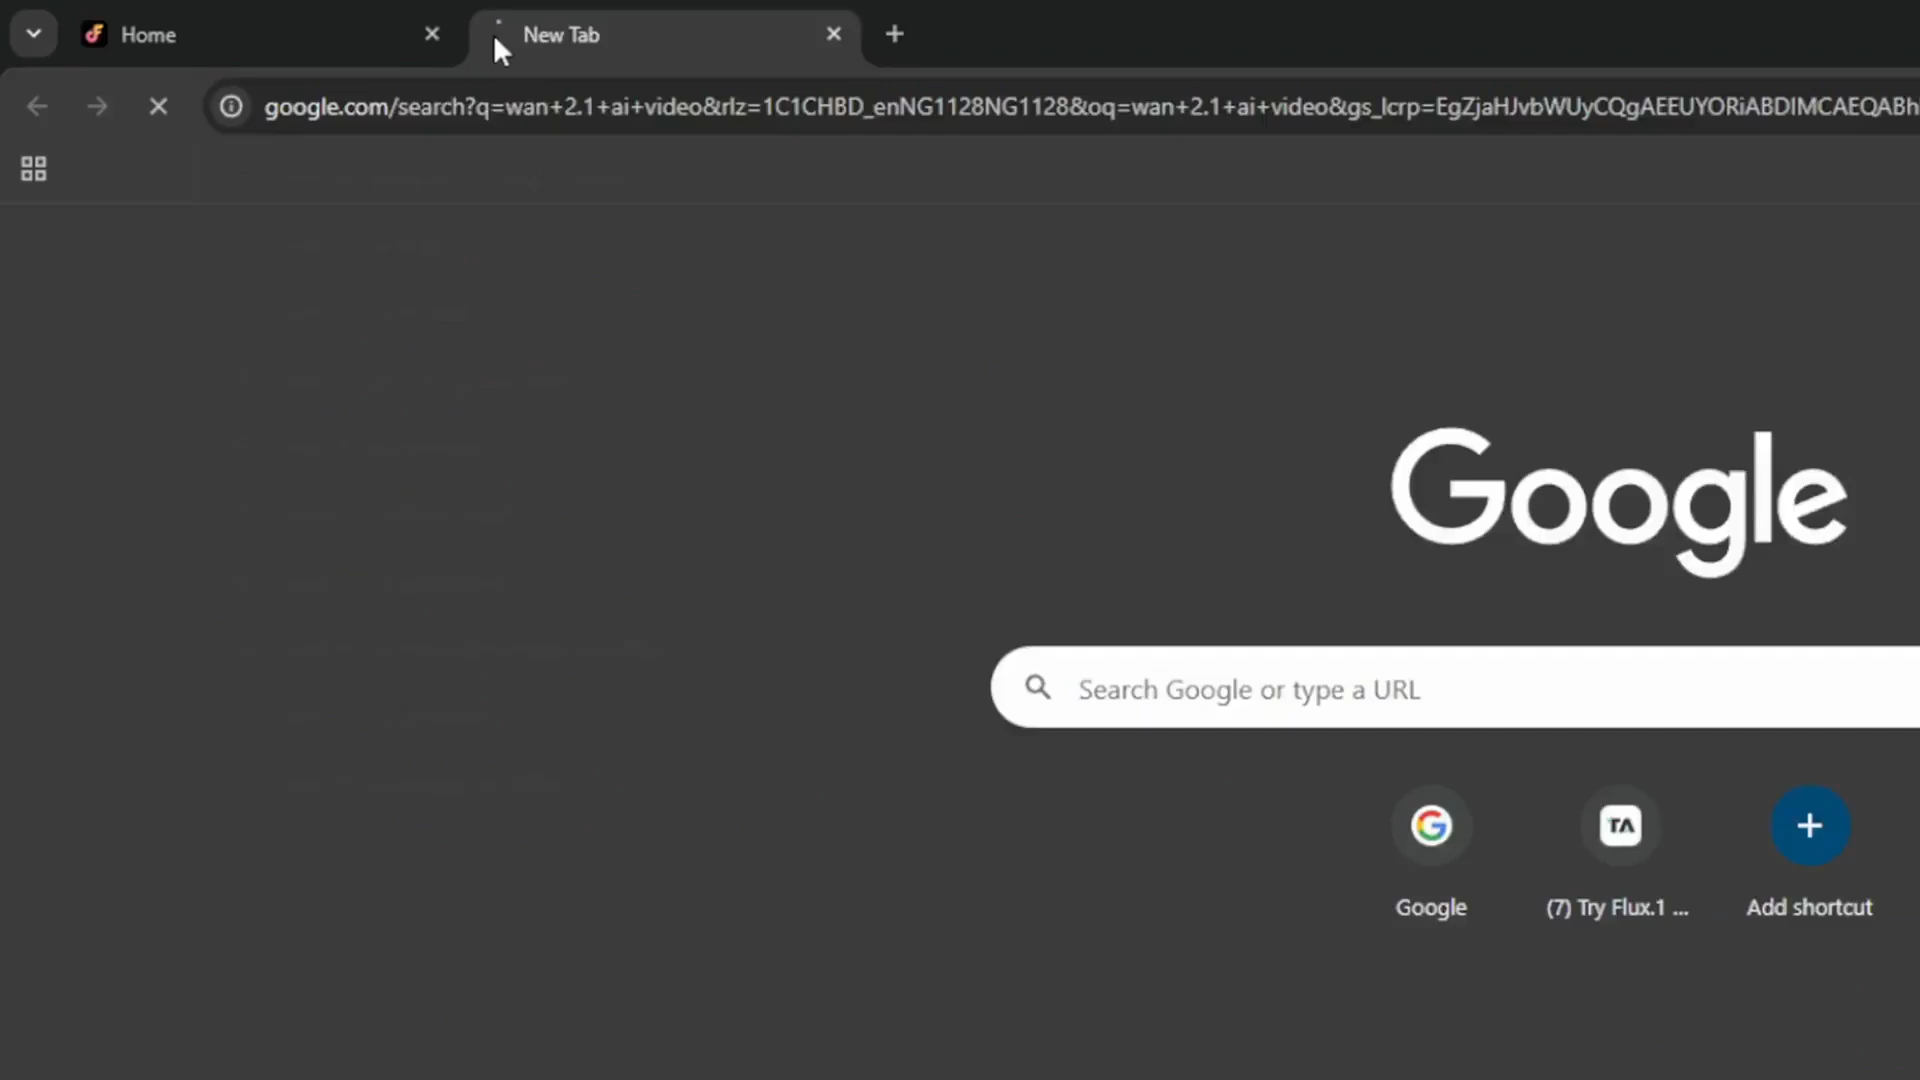 Home
New Tab
google.com/search?q=wan+2.1+ai+video&rlz=1C1CHBD_enNG1128NG1128&oq=wan+2.1+ai+video&gs_lcrp=EgZjaHJvbWUyCQgAEEUYORiABDIMCAEQABh
Google
Search Google or type a URL
TA
Google
(7) Try Flux.1 ...
Add shortcut